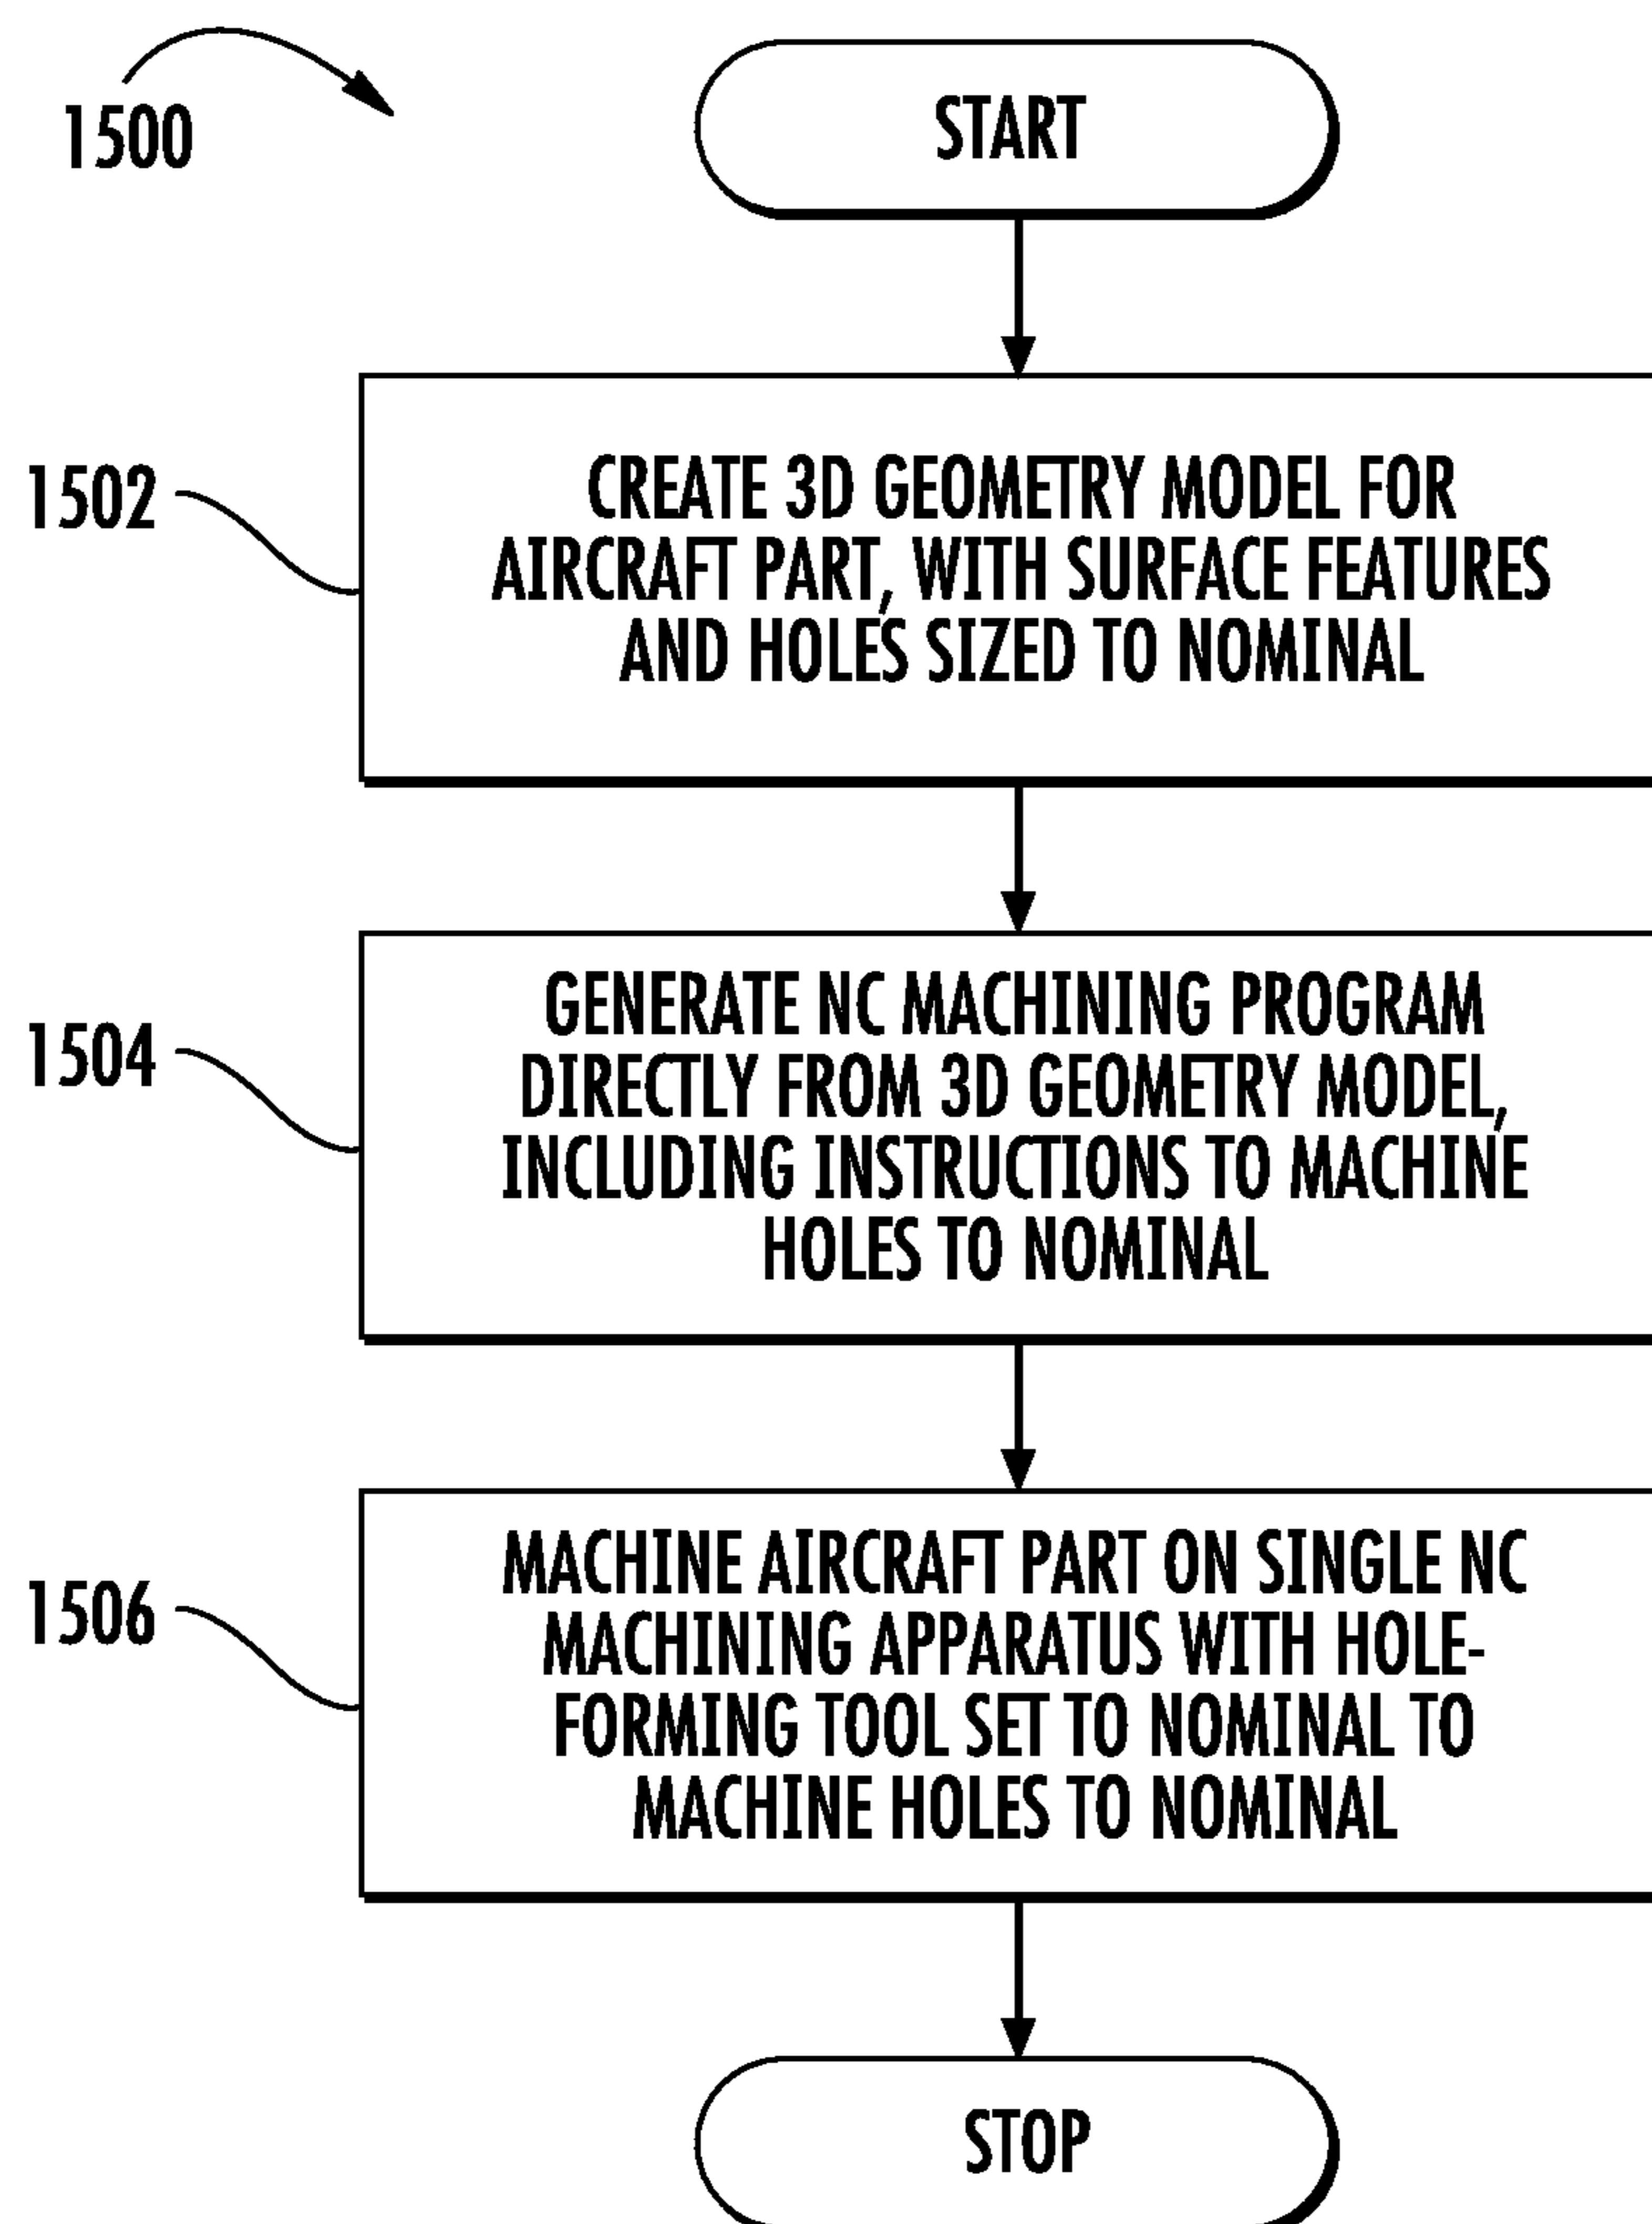 1500
START
1502
CREATE 3D GEOMETRY MODEL FOR
AIRCRAFT PART, WITH SURFACE FEATURES
AND HOLES SIZED TO NOMINAL
1504
GENERATE NC MACHINING PROGRAM
DIRECTLY FROM 3D GEOMETRY MODEL,
INCLUDING INSTRUCTIONS TO MACHINE
HOLES TO NOMINAL
1506
MACHINE AIRCRAFT PART ON SINGLE NC
MACHINING APPARATUS WITH HOLE-
FORMING TOOL SET TO NOMINAL TO
MACHINE HOLES TO NOMINAL
STOP